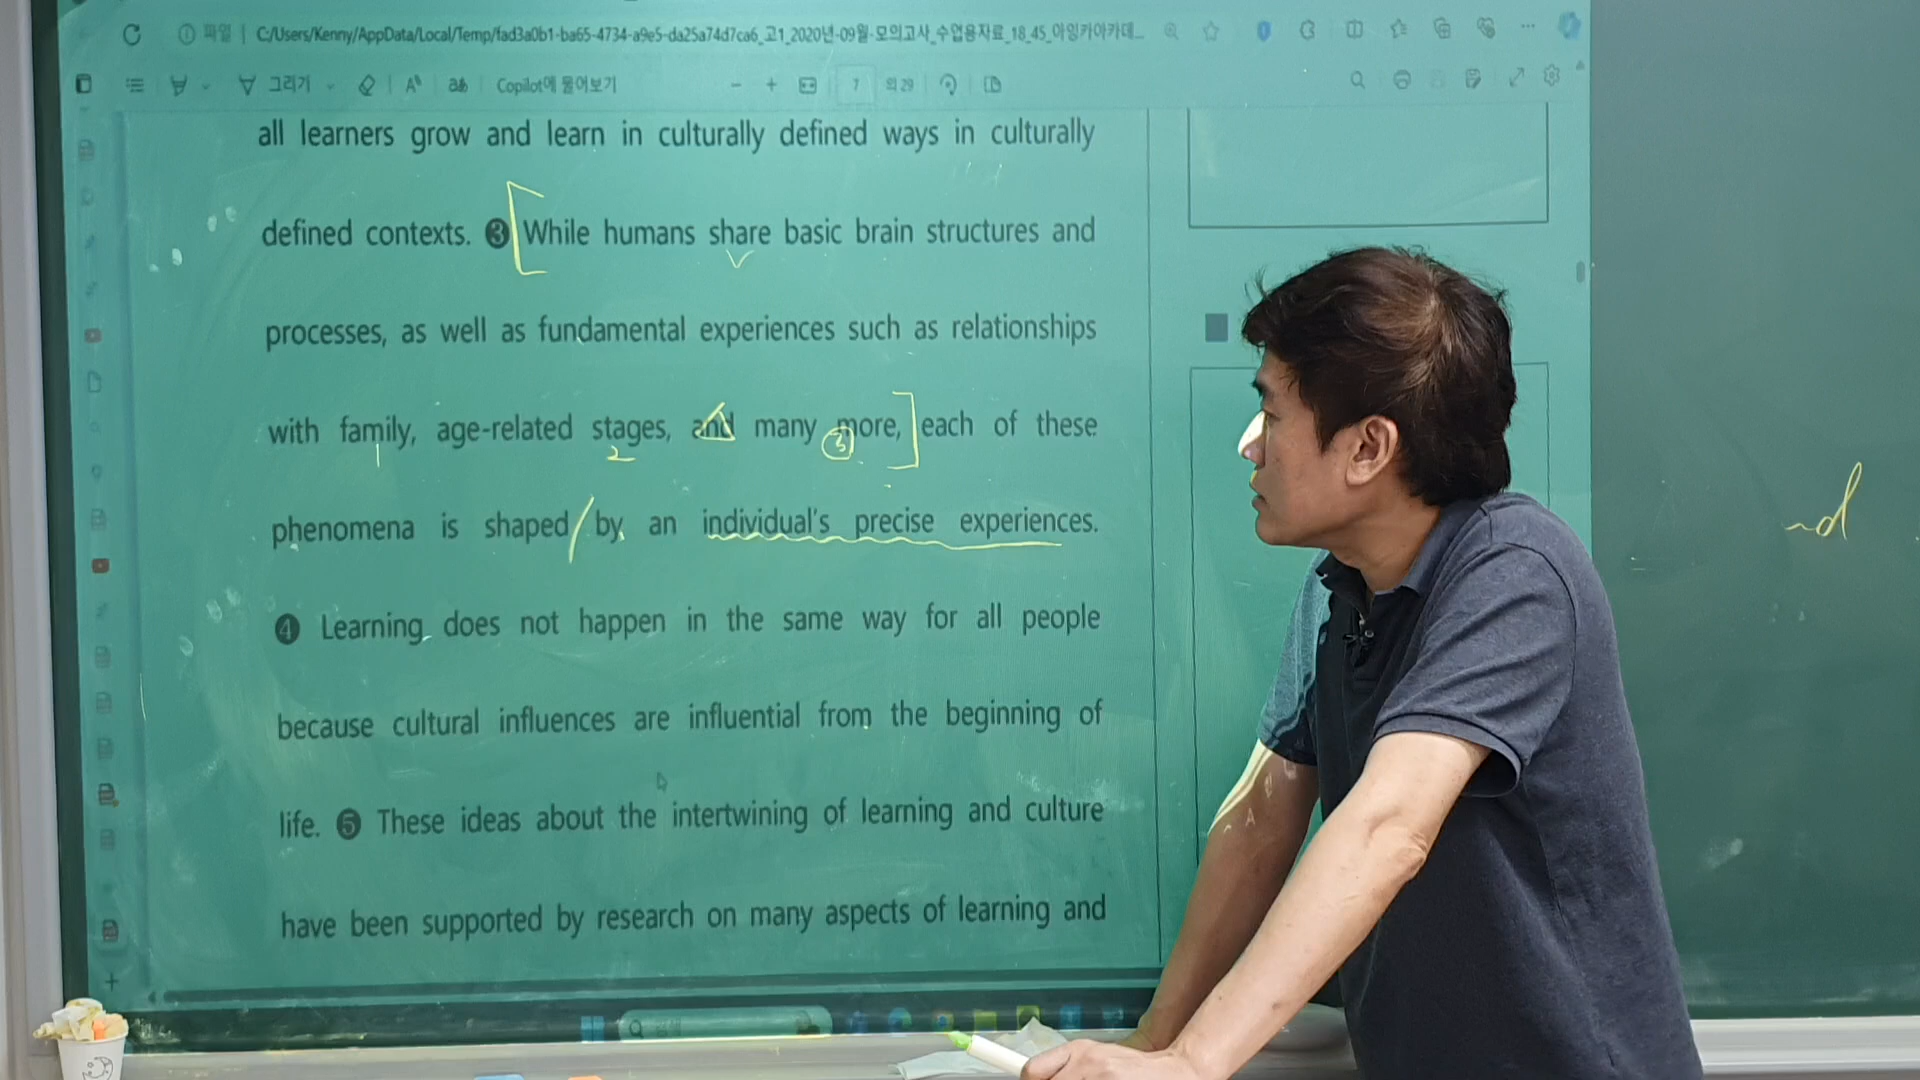 파일 | C:/Users/Kenny/AppData/Local/Temp/fad3a0b1-ba65-4734-a9e5-da25a74d7ca6_고1_2020년-09월-모의고사_수업용자료_18_45_아잉카아카데...
그리기 Copilot에 물어보기 - + 7 의 29
all learners grow and learn in culturally defined ways in culturally
defined contexts. ❸ While humans share basic brain structures and
processes, as well as fundamental experiences such as relationships
with family, age-related stages, and many more, each of these
1 2 3
phenomena is shaped / by an individual's precise experiences.
~d
❹ Learning does not happen in the same way for all people
because cultural influences are influential from the beginning of
life. ❺ These ideas about the intertwining of learning and culture
have been supported by research on many aspects of learning and